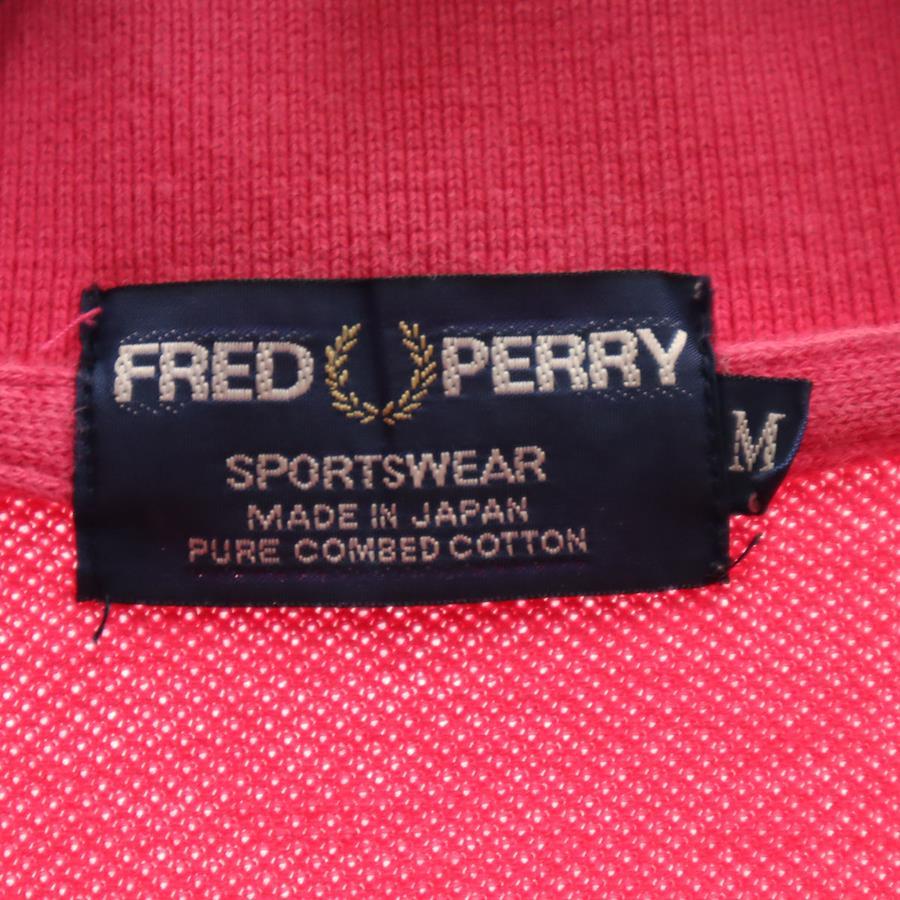 FRED PERRY
SPORTSWEAR
MADE IN JAPAN
PURE COMBED COTTON
M